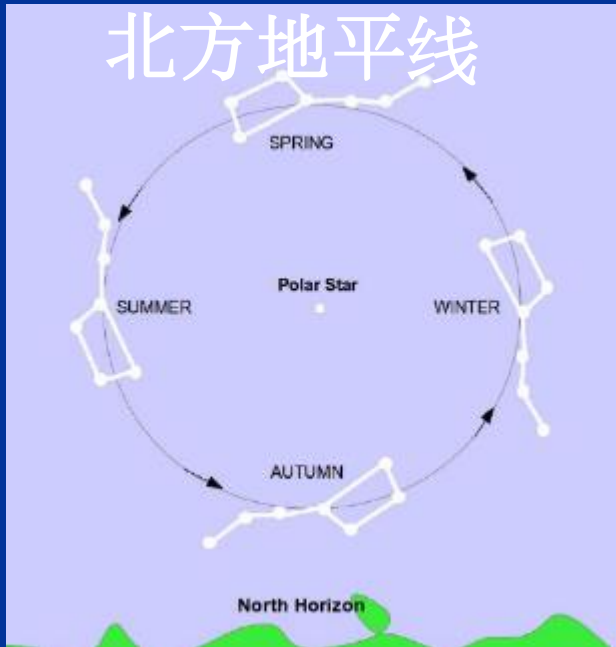 北方地平线
SPRING
Polar Star
SUMMER
WINTER
AUTUMN
North Horizon